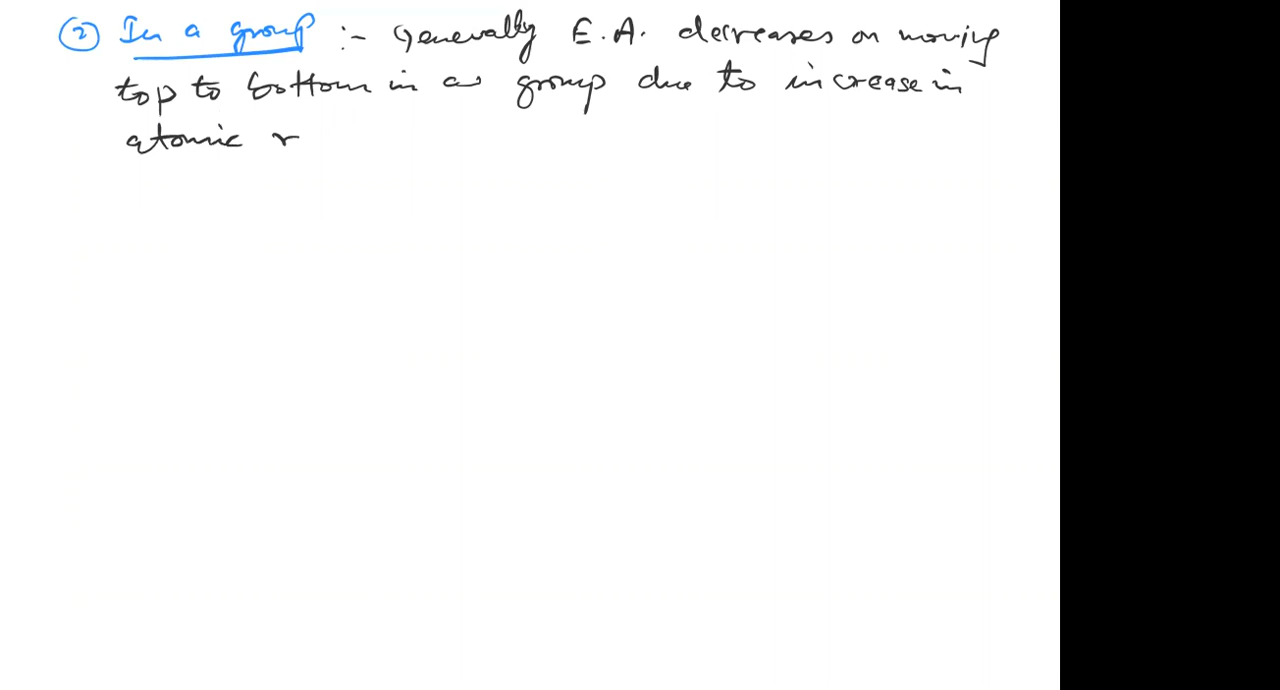 ② In a group :- Generally E.A. decreases on moving
top to bottom in a group due to increase in
atomic r